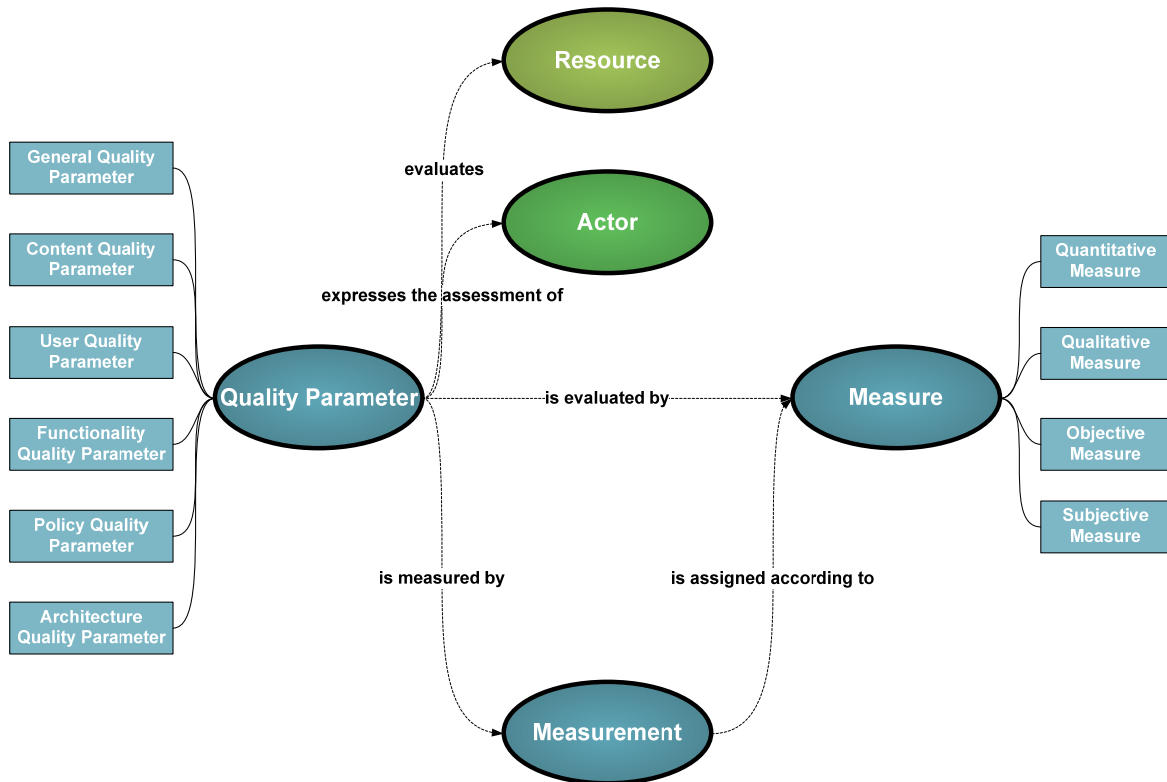 Resource
General Quality
Parameter
evaluates
Actor
Content Quality
Parameter
Quantitative
Measure
expresses the assessment of
User Quality
Parameter
Qualitative
Measure
Quality Parameter
is evaluated by
Measure
Functionality
Quality Parameter
Objective
Measure
Policy Quality
Parameter
Subjective
Measure
is measured by
is assigned according to
Architecture
Quality Parameter
Measurement